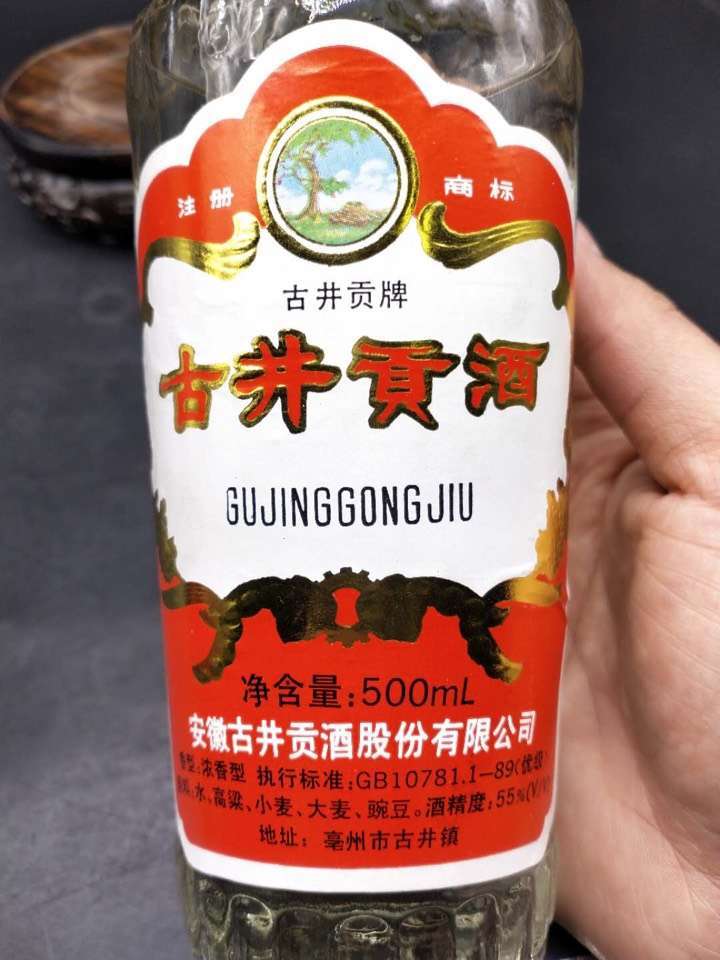 注册 商标
古井贡牌
古井贡酒
GUJINGGONGJIU
净含量:500mL
安徽古井贡酒股份有限公司
香型:浓香型 执行标准:GB10781.1-89(优级)
原料:水、高粱、小麦、大麦、豌豆。酒精度:55%(V/V)
地址: 亳州市古井镇